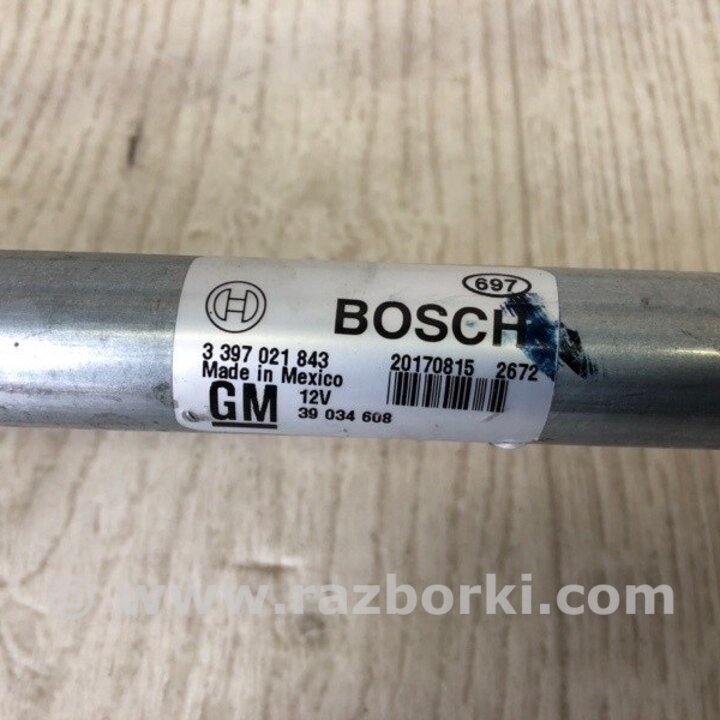 697
BOSCH
3 397 021 843
Made in Mexico
20170815 2672
GM 12V
39 034 608
© www.razborki.com